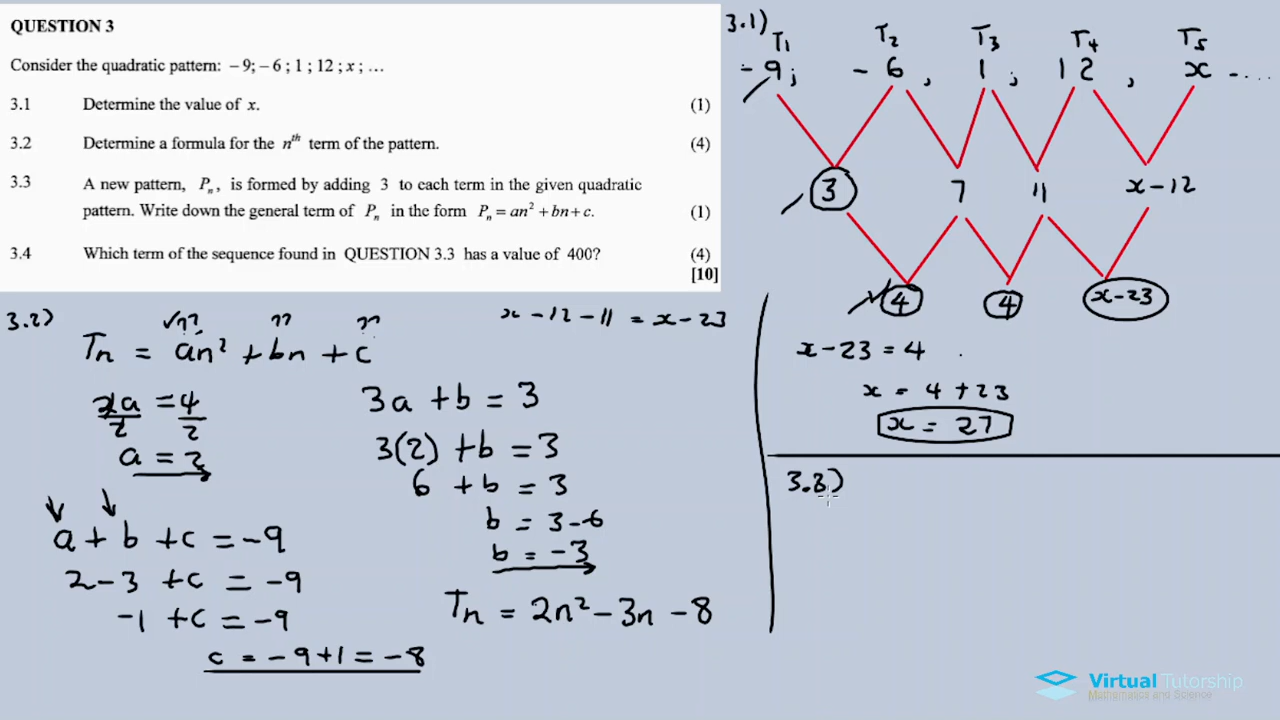 QUESTION 3
Consider the quadratic pattern: – 9; – 6 ; 1 ; 12 ; x ; …
3.1 Determine the value of x. (1)
3.2 Determine a formula for the nth term of the pattern. (4)
3.3 A new pattern, Pn, is formed by adding 3 to each term in the given quadratic
pattern. Write down the general term of Pn in the form Pn = an² + bn + c. (1)
3.4 Which term of the sequence found in QUESTION 3.3 has a value of 400? (4)
[10]
3.1)
T1 T2 T3 T4 T5
-9; -6, 1; 12, x -....
3 7 11 x-12
4 4 x-23
x-23 = 4
x = 4+23
x = 27
3.2)
x-12-11 = x-23
√?? ?? ??
Tn = an² + bn + c
2a/2 = 4/2
a = 2
a + b + c = -9
2-3 + c = -9
-1 + c = -9
c = -9+1 = -8
3a + b = 3
3(2) + b = 3
6 + b = 3
b = 3-6
b = -3
Tn = 2n² - 3n - 8
3.3)
Virtual Tutorship
Mathematics and Science